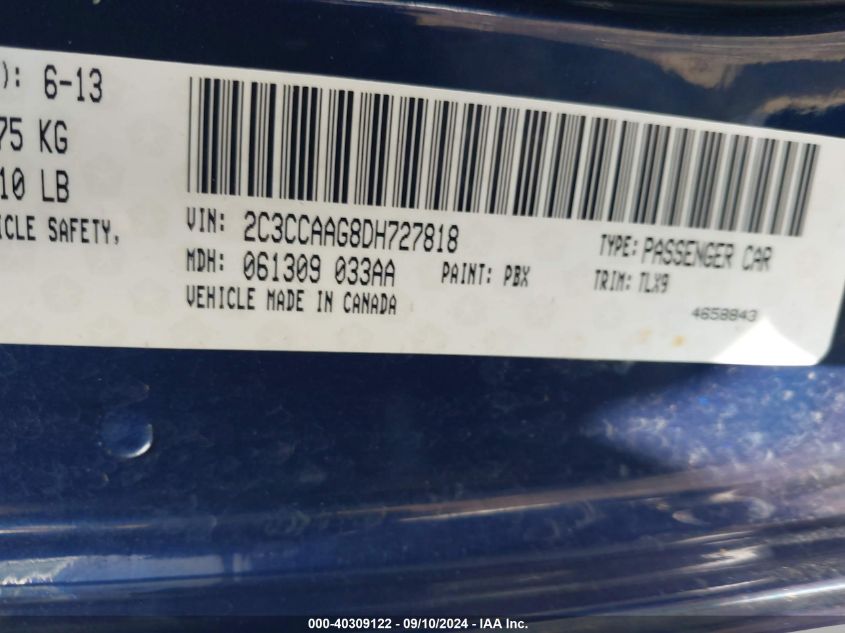 ): 6-13
75 KG
10 LB
ICLE SAFETY,
VIN: 2C3CCAAG8DH727818
TYPE: PASSENGER CAR
MDH: 061309 033AA
PAINT: PBX
TRIM: TLX9
VEHICLE MADE IN CANADA
4658843
000-40309122 - 09/10/2024 - IAA Inc.